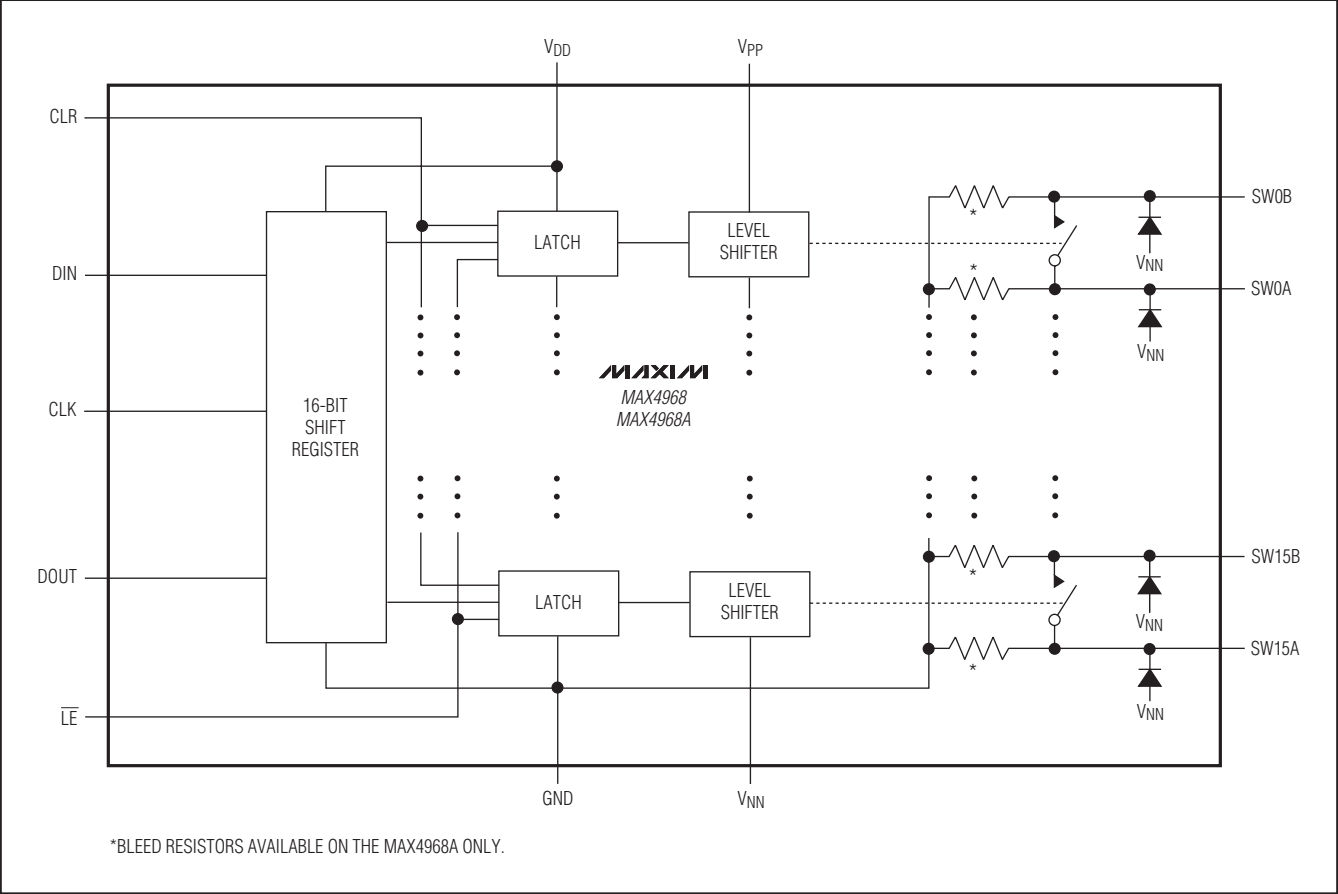 VDD
VPP
CLR
SW0B
*
LATCH
LEVEL
SHIFTER
VNN
DIN
*
SW0A
VNN
MAXIM
MAX4968
MAX4968A
CLK
16-BIT
SHIFT
REGISTER
SW15B
*
DOUT
LATCH
LEVEL
SHIFTER
VNN
SW15A
*
VNN
LE
GND
VNN
*BLEED RESISTORS AVAILABLE ON THE MAX4968A ONLY.